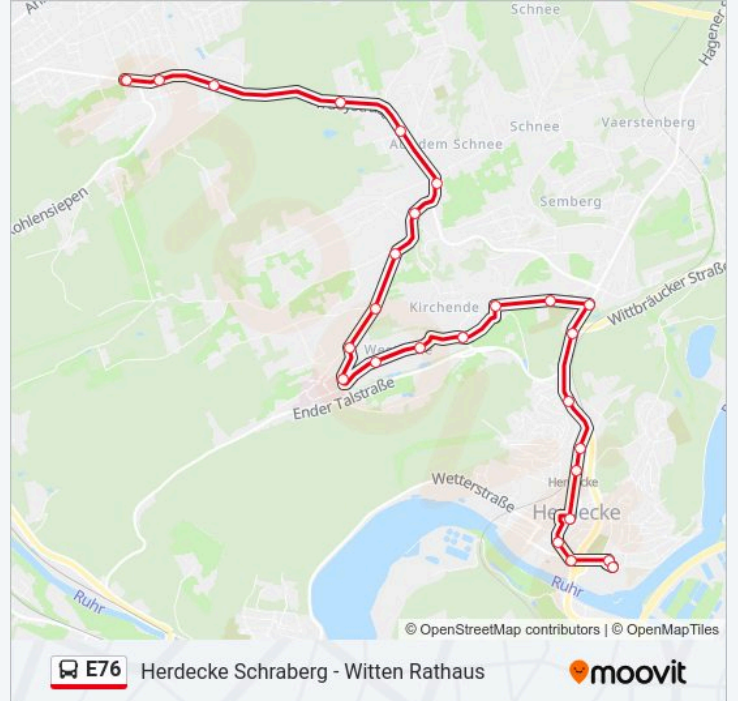 Schnee
Hagener
Schnee
Vaerstenberg
Auf dem Schnee
ohlensiepen
Semberg
Wittbräucker Straße
Kirchende
Ender Talstraße
Wetterstraße
Herdecke
Herdecke
Ruhr
Ruhr
© OpenStreetMap contributors | © OpenMapTiles
E76 Herdecke Schraberg - Witten Rathaus moovit